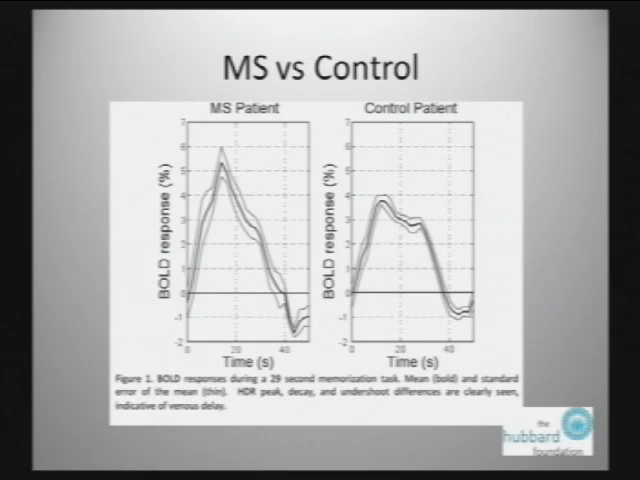 MS vs Control
MS Patient
Control Patient
BOLD response (%)
7
6
5
4
3
2
1
0
-1
-2
0 20 40
Time (s)
BOLD response (%)
7
6
5
4
3
2
1
0
-1
-2
0 20 40
Time (s)
Figure 1. BOLD responses during a 29 second memorization task. Mean (bold) and standard
error of the mean (thin). HDR peak, decay, and undershoot differences are clearly seen,
indicative of venous delay.
the
hubbard
foundation